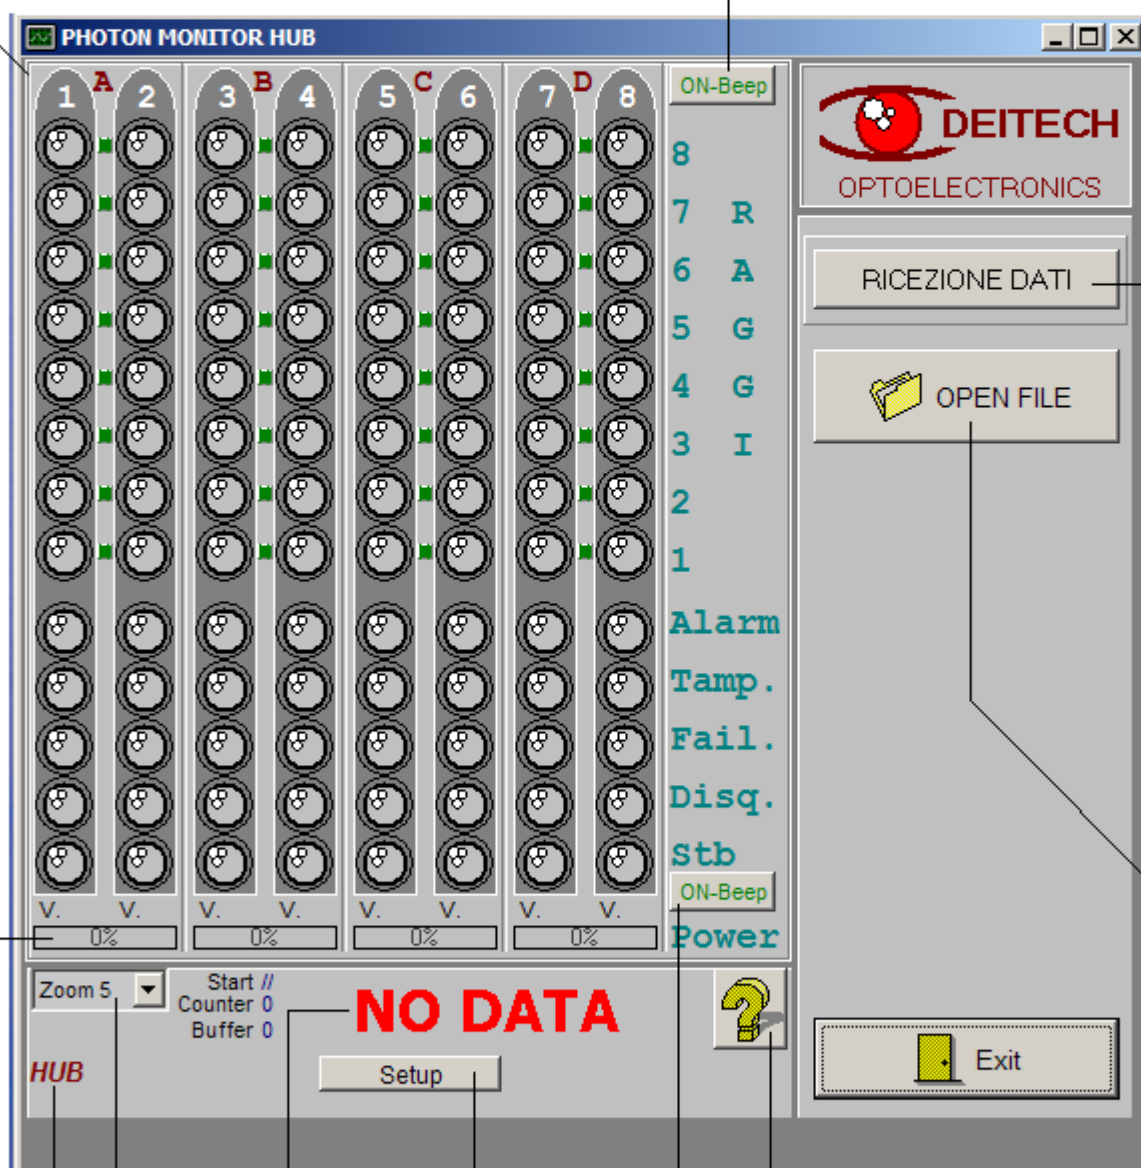 PHOTON MONITOR HUB
A B C D
1 2 3 4 5 6 7 8
ON-Beep
8
7 R
6 A
5 G
4 G
3 I
2
1
Alarm
Tamp.
Fail.
Disq.
Stb
ON-Beep
Power
V. V. V. V. V. V. V. V.
0% 0% 0% 0%
Zoom 5
Start //
Counter 0
Buffer 0
NO DATA
HUB
Setup
DEITECH
OPTOELECTRONICS
RICEZIONE DATI
OPEN FILE
Exit